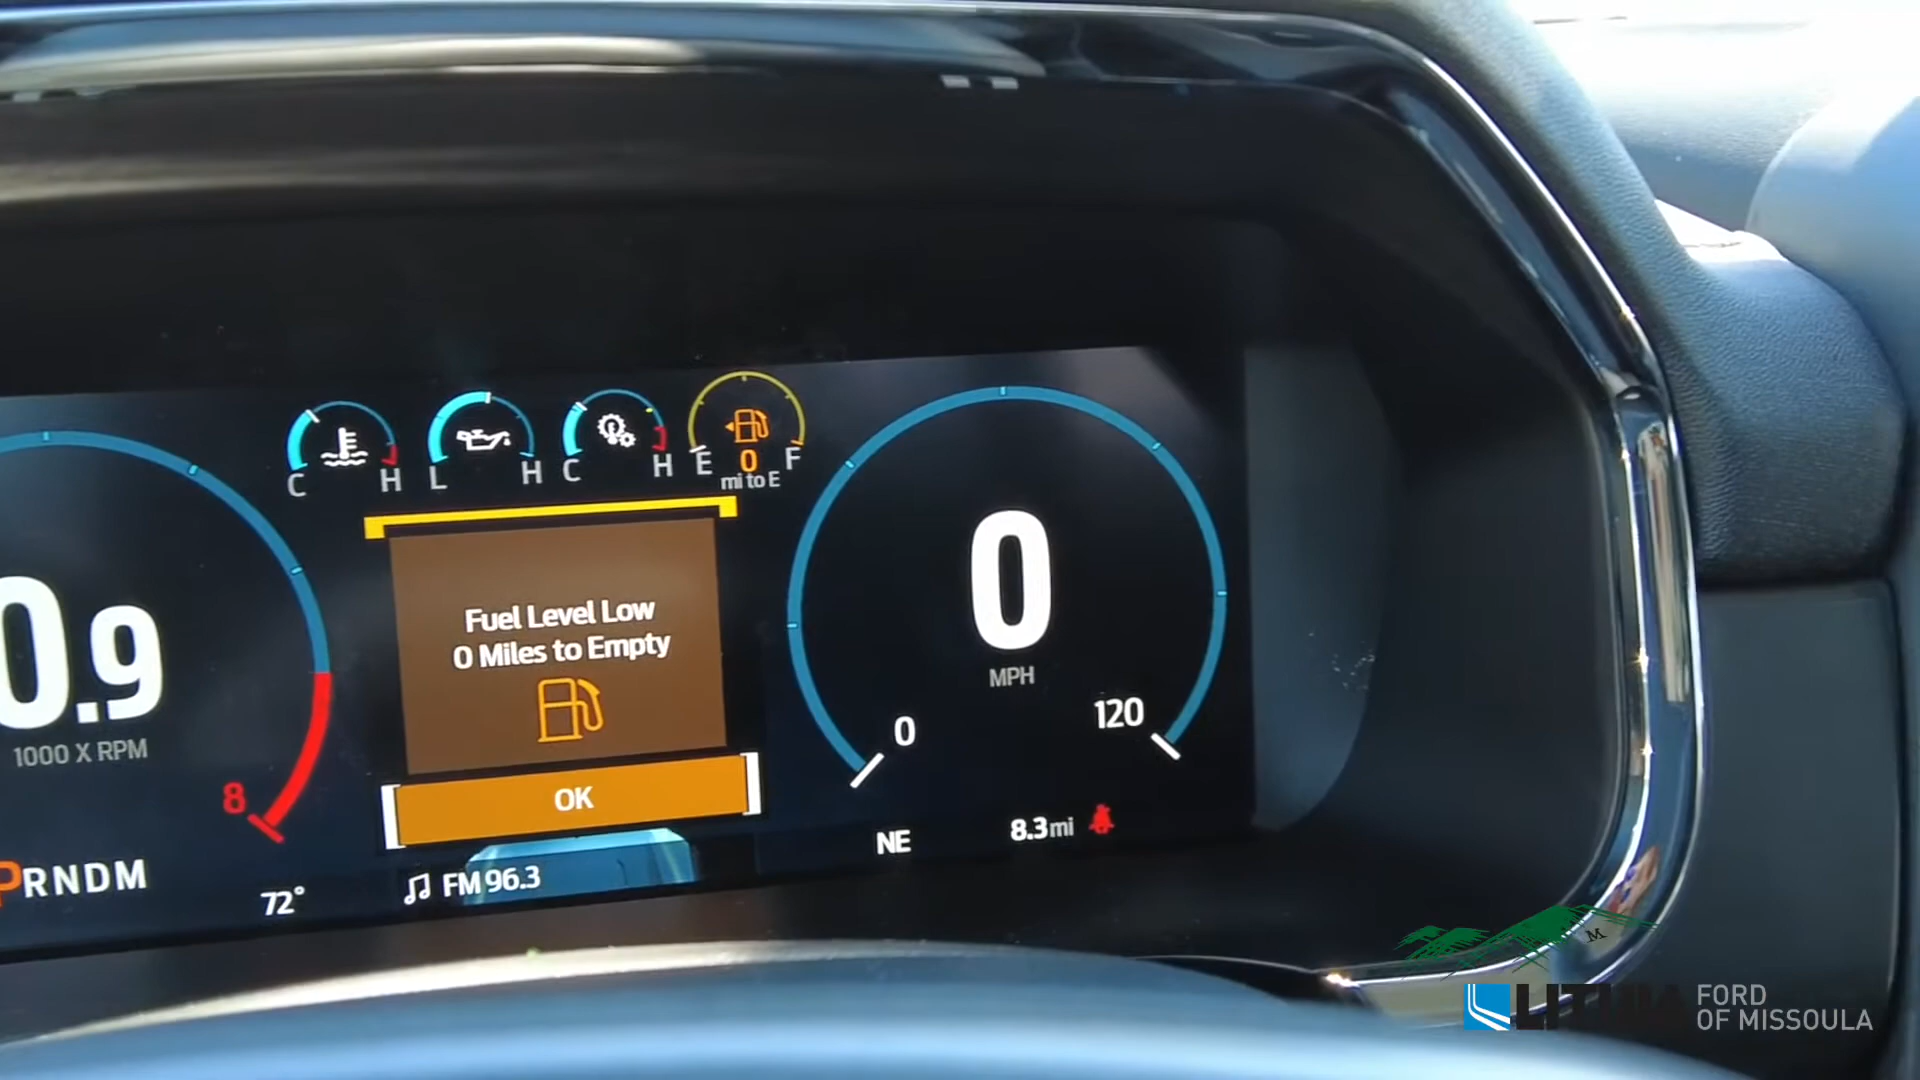 C H
L H
C H
E 0 F
mi to E
Fuel Level Low
0 Miles to Empty
OK
0.9
1000 X RPM
8
PRNDM
72°
FM 96.3
0
MPH
0
120
NE
8.3mi
M
LITHIA
FORD
OF MISSOULA